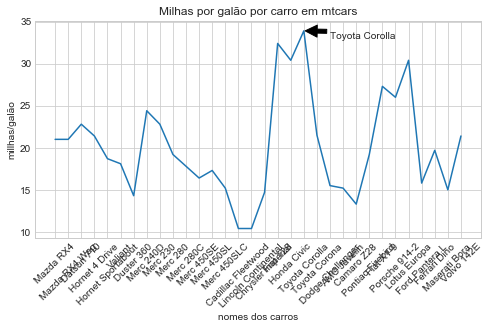 Milhas por galão por carro em mtcars
35
Toyota Corolla
30
25
20
15
10
millhas/galão
Mazda RX4
Hornet 4 Drive
Hornet Sportabout
Valiant
Duster 360
Merc 240D
Merc 230
Merc 280
Merc 280C
Merc 450SE
Merc 450SL
Merc 450SLC
Cadillac Fleetwood
Lincoln Continental
Honda Civic
Toyota Corolla
Toyota Corona
Camaro Z28
Porsche 914-2
Lotus Europa
Ferrari Dino
Maserati Bora
Volvo 142E
nomes dos carros